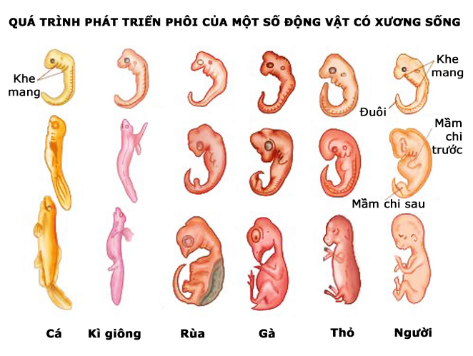 QUÁ TRÌNH PHÁT TRIỂN PHÔI CỦA MỘT SỐ ĐỘNG VẬT CÓ XƯƠNG SỐNG
Khe
mang
Khe
mang
Đuôi
Mầm
chi
trước
Mầm chi sau
Cá
Kì giông
Rùa
Gà
Thỏ
Người